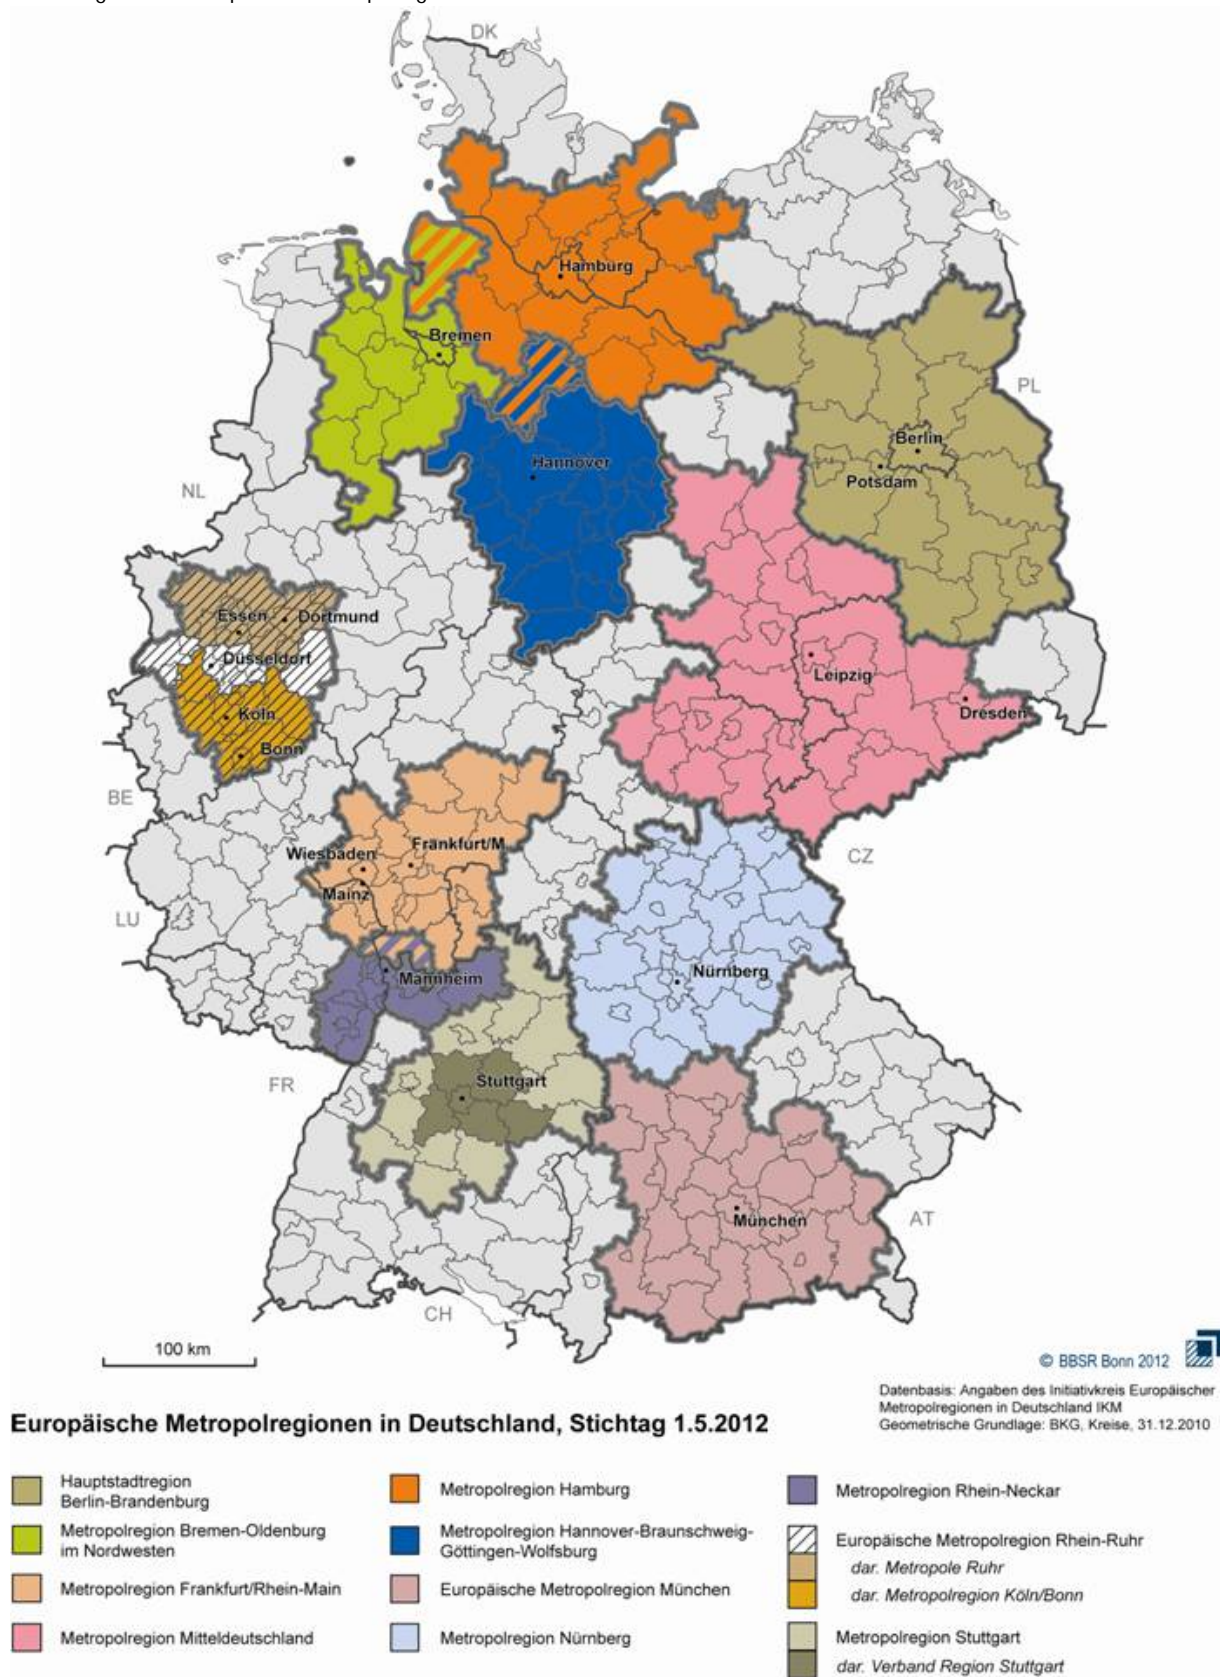 DK
Hamburg
Bremen
PL
Berlin
Hannover
Potsdam
NL
Essen
Dortmund
Düsseldorf
Leipzig
Köln
Dresden
Bonn
BE
Wiesbaden
Frankfurt/M
CZ
Mainz
LU
Nürnberg
Mannheim
FR
Stuttgart
München
AT
CH
100 km
© BBSR Bonn 2012
Datenbasis: Angaben des Initiativkreis Europäischer
Metropolregionen in Deutschland IKM
Geometrische Grundlage: BKG, Kreise, 31.12.2010
Europäische Metropolregionen in Deutschland, Stichtag 1.5.2012
Hauptstadtregion
Berlin-Brandenburg
Metropolregion Bremen-Oldenburg
im Nordwesten
Metropolregion Frankfurt/Rhein-Main
Metropolregion Mitteldeutschland
Metropolregion Hamburg
Metropolregion Hannover-Braunschweig-
Göttingen-Wolfsburg
Europäische Metropolregion München
Metropolregion Nürnberg
Metropolregion Rhein-Neckar
Europäische Metropolregion Rhein-Ruhr
dar. Metropole Ruhr
dar. Metropolregion Köln/Bonn
Metropolregion Stuttgart
dar. Verband Region Stuttgart